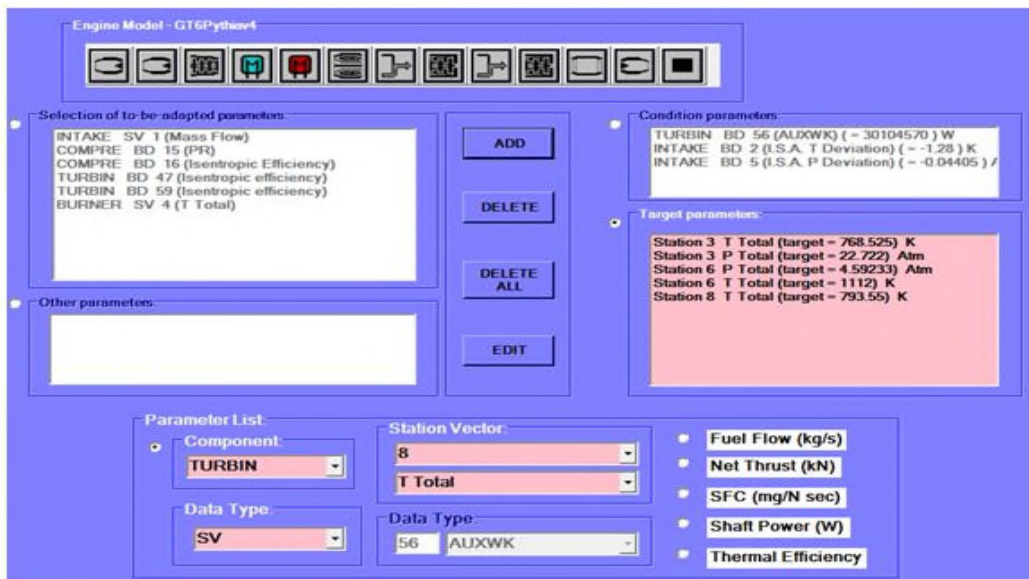 Engine Model - GT6Pythiav4
Selection of to-be-adapted parameters:
INTAKE SV 1 (Mass Flow)
COMPRE BD 15 (PR)
COMPRE BD 16 (Isentropic Efficiency)
TURBIN BD 47 (Isentropic efficiency)
TURBIN BD 59 (Isentropic efficiency)
BURNER SV 4 (T Total)
Other parameters:
ADD
DELETE
DELETE ALL
EDIT
Condition parameters:
TURBIN BD 56 (AUXWK) ( = 30104570 ) W
INTAKE BD 2 (I.S.A. T Deviation) ( = -1.28 ) K
INTAKE BD 5 (I.S.A. P Deviation) ( = -0.04405 ) A
Target parameters:
Station 3 T Total (target = 768.525) K
Station 3 P Total (target = 22.722) Atm
Station 6 P Total (target = 4.59233) Atm
Station 6 T Total (target = 1112) K
Station 8 T Total (target = 793.55) K
Parameter List:
Component:
TURBIN
Data Type:
SV
Station Vector:
8
T Total
Data Type:
56 AUXWK
Fuel Flow (kg/s)
Net Thrust (kN)
SFC (mg/N sec)
Shaft Power (W)
Thermal Efficiency